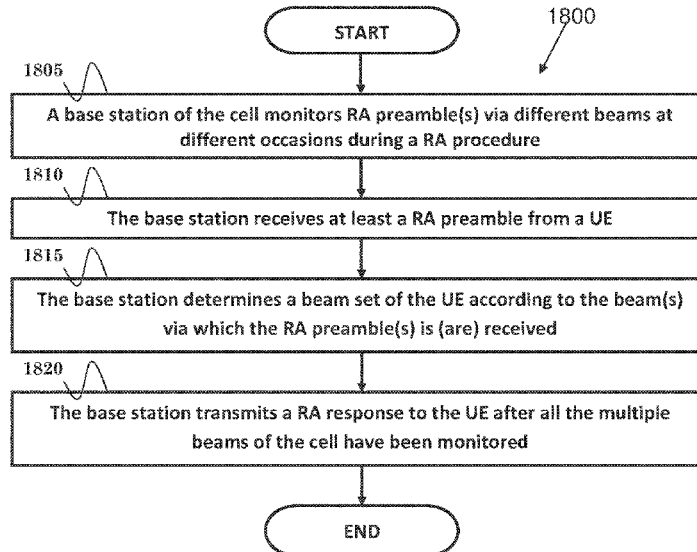 1800
START
1805
A base station of the cell monitors RA preamble(s) via different beams at
different occasions during a RA procedure
1810
The base station receives at least a RA preamble from a UE
1815
The base station determines a beam set of the UE according to the beam(s)
via which the RA preamble(s) is (are) received
1820
The base station transmits a RA response to the UE after all the multiple
beams of the cell have been monitored
END